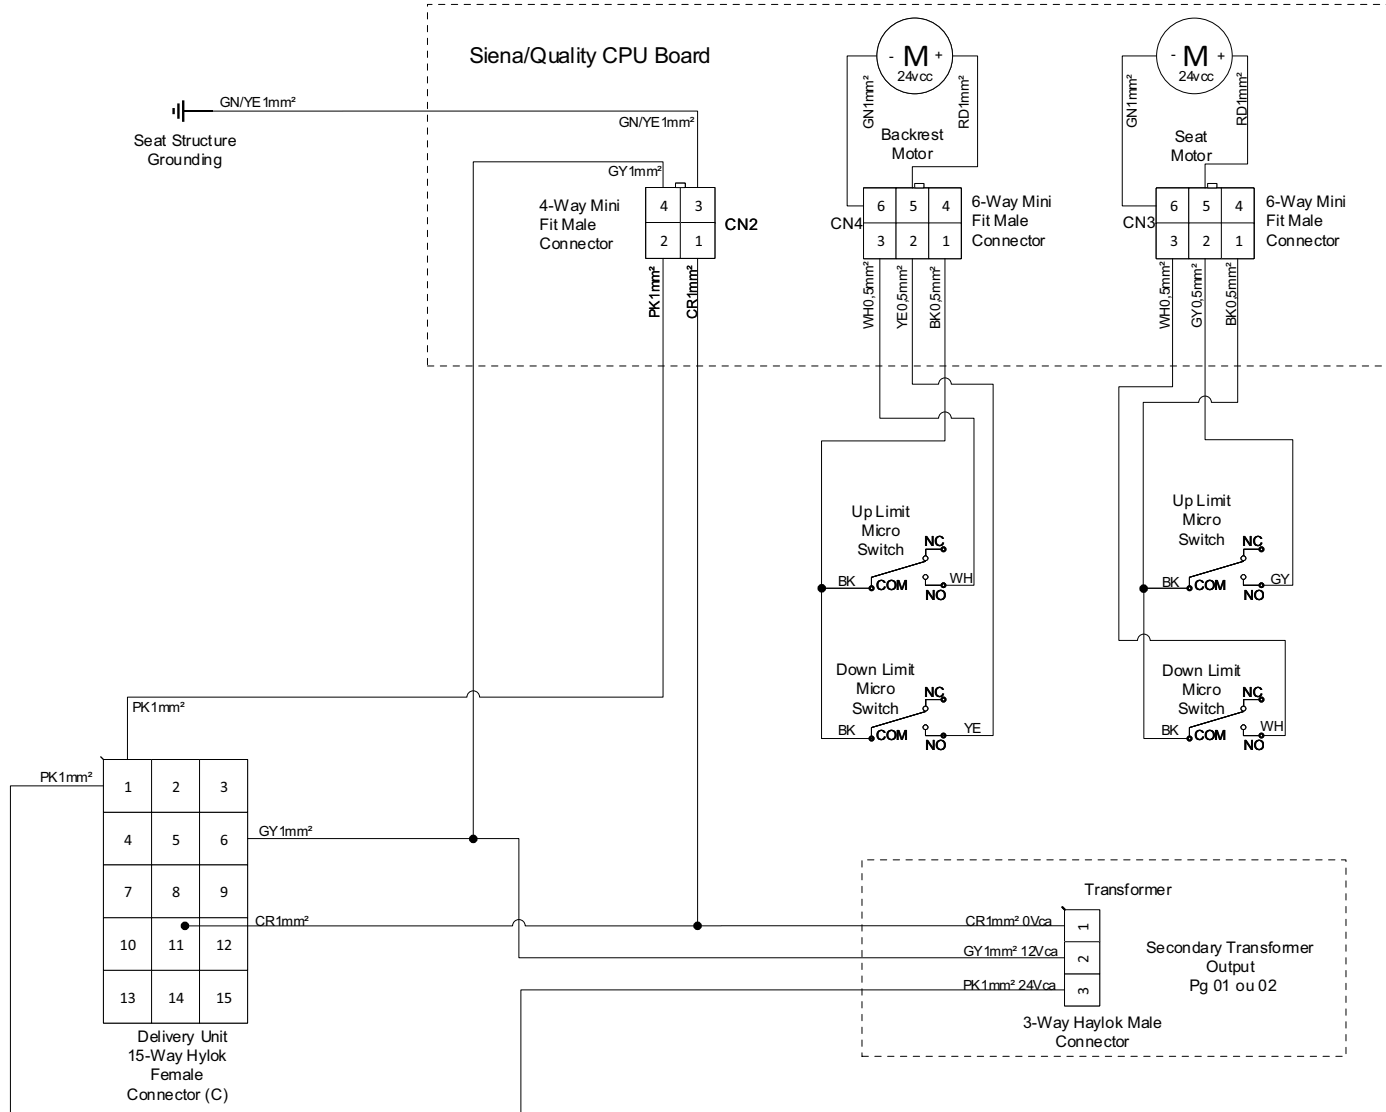 Siena/Quality CPU Board
- M +
24vcc
- M +
24vcc
GN/YE1mm²
GN/YE1mm²
Seat Structure
Grounding
GN1mm²
RD1mm²
Backrest
Motor
GN1mm²
RD1mm²
Seat
Motor
GY1mm²
4-Way Mini
Fit Male
Connector
4 3
2 1
CN2
CN4
6 5 4
3 2 1
6-Way Mini
Fit Male
Connector
CN3
6 5 4
3 2 1
6-Way Mini
Fit Male
Connector
PK1mm²
CR1mm²
WH0,5mm²
YE0,5mm²
BK0,5mm²
WH0,5mm²
GY0,5mm²
BK0,5mm²
Up Limit
Micro
Switch
NC
BK
COM
WH
NO
Up Limit
Micro
Switch
NC
BK
COM
GY
NO
Down Limit
Micro
Switch
NC
BK
COM
YE
NO
Down Limit
Micro
Switch
NC
BK
COM
WH
NO
PK1mm²
PK1mm²
1 2 3
4 5 6
7 8 9
10 11 12
13 14 15
GY1mm²
CR1mm²
Delivery Unit
15-Way Hylok
Female
Connector (C)
Transformer
CR1mm² 0Vca
1
GY1mm² 12Vca
2
PK1mm² 24Vca
3
Secondary Transformer
Output
Pg 01 ou 02
3-Way Haylok Male
Connector